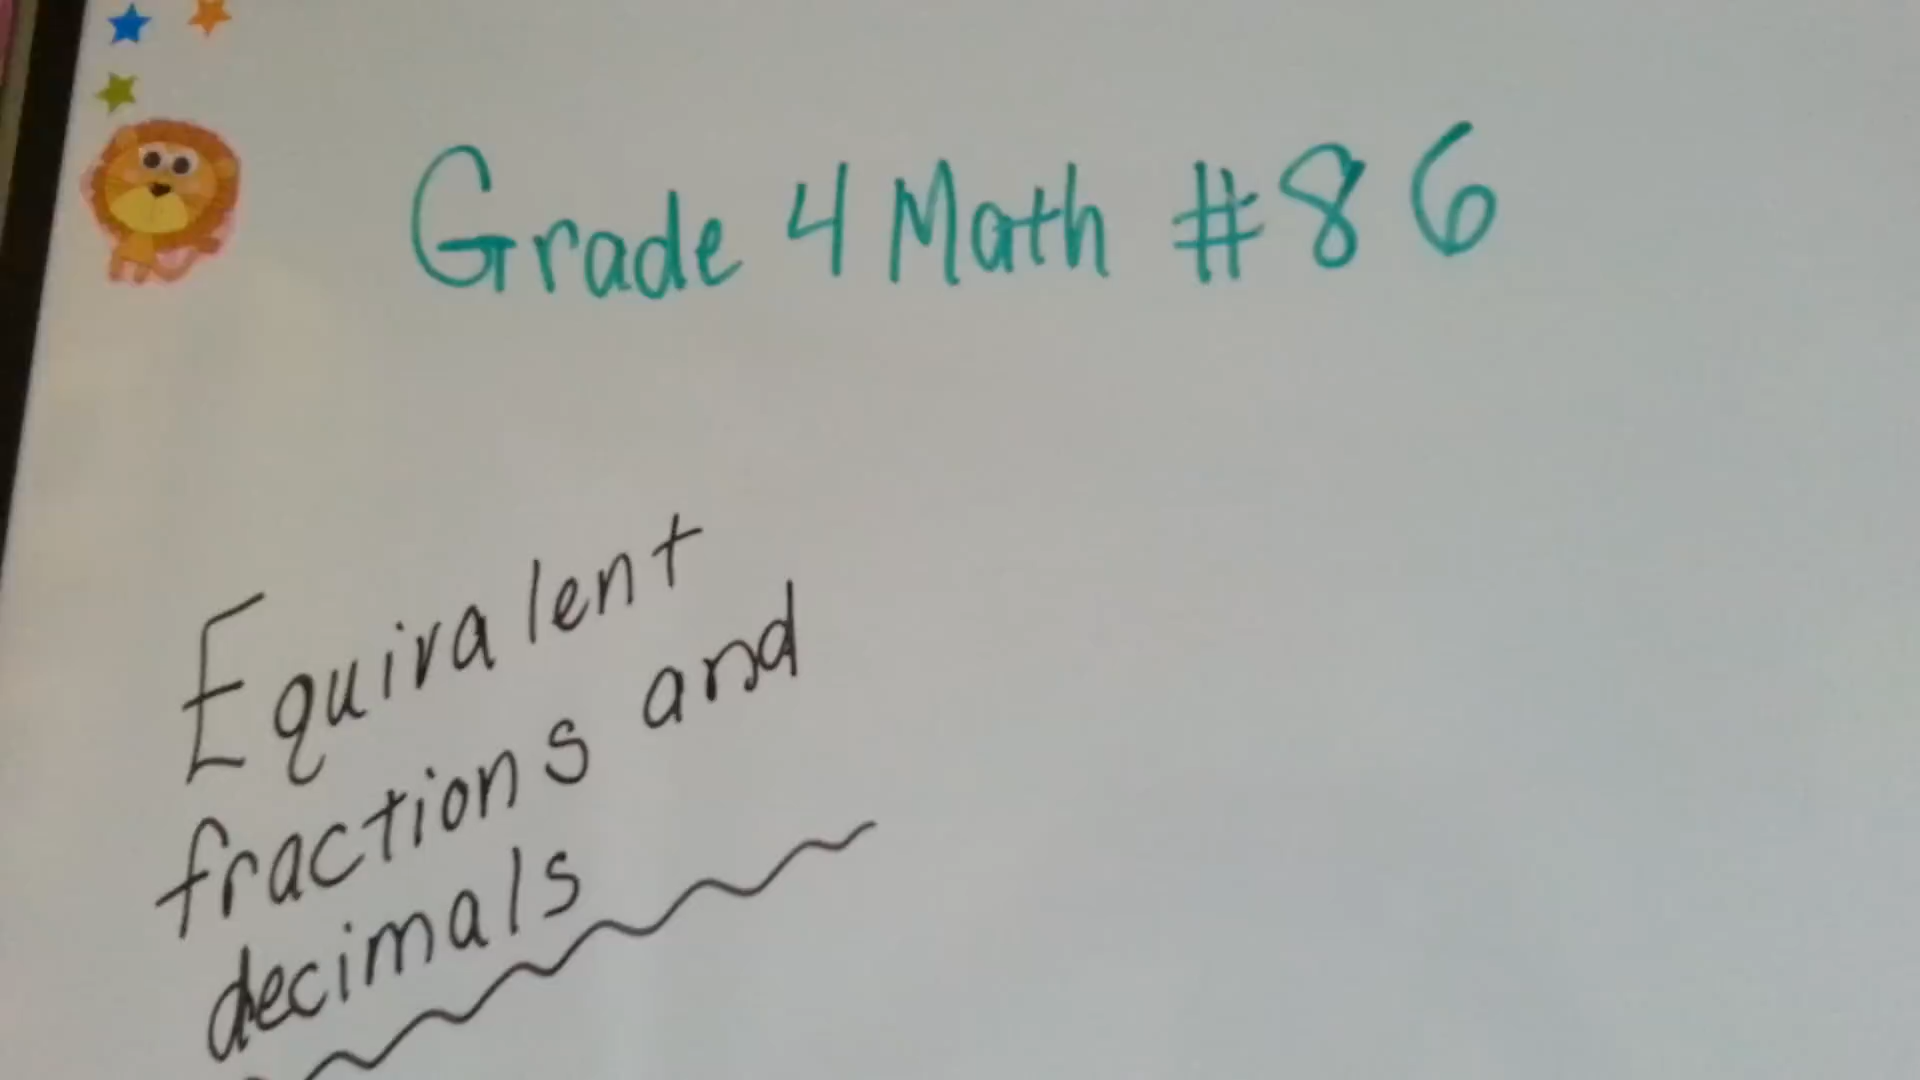 Grade 4 Math #86
Equivalent
fractions and
decimals